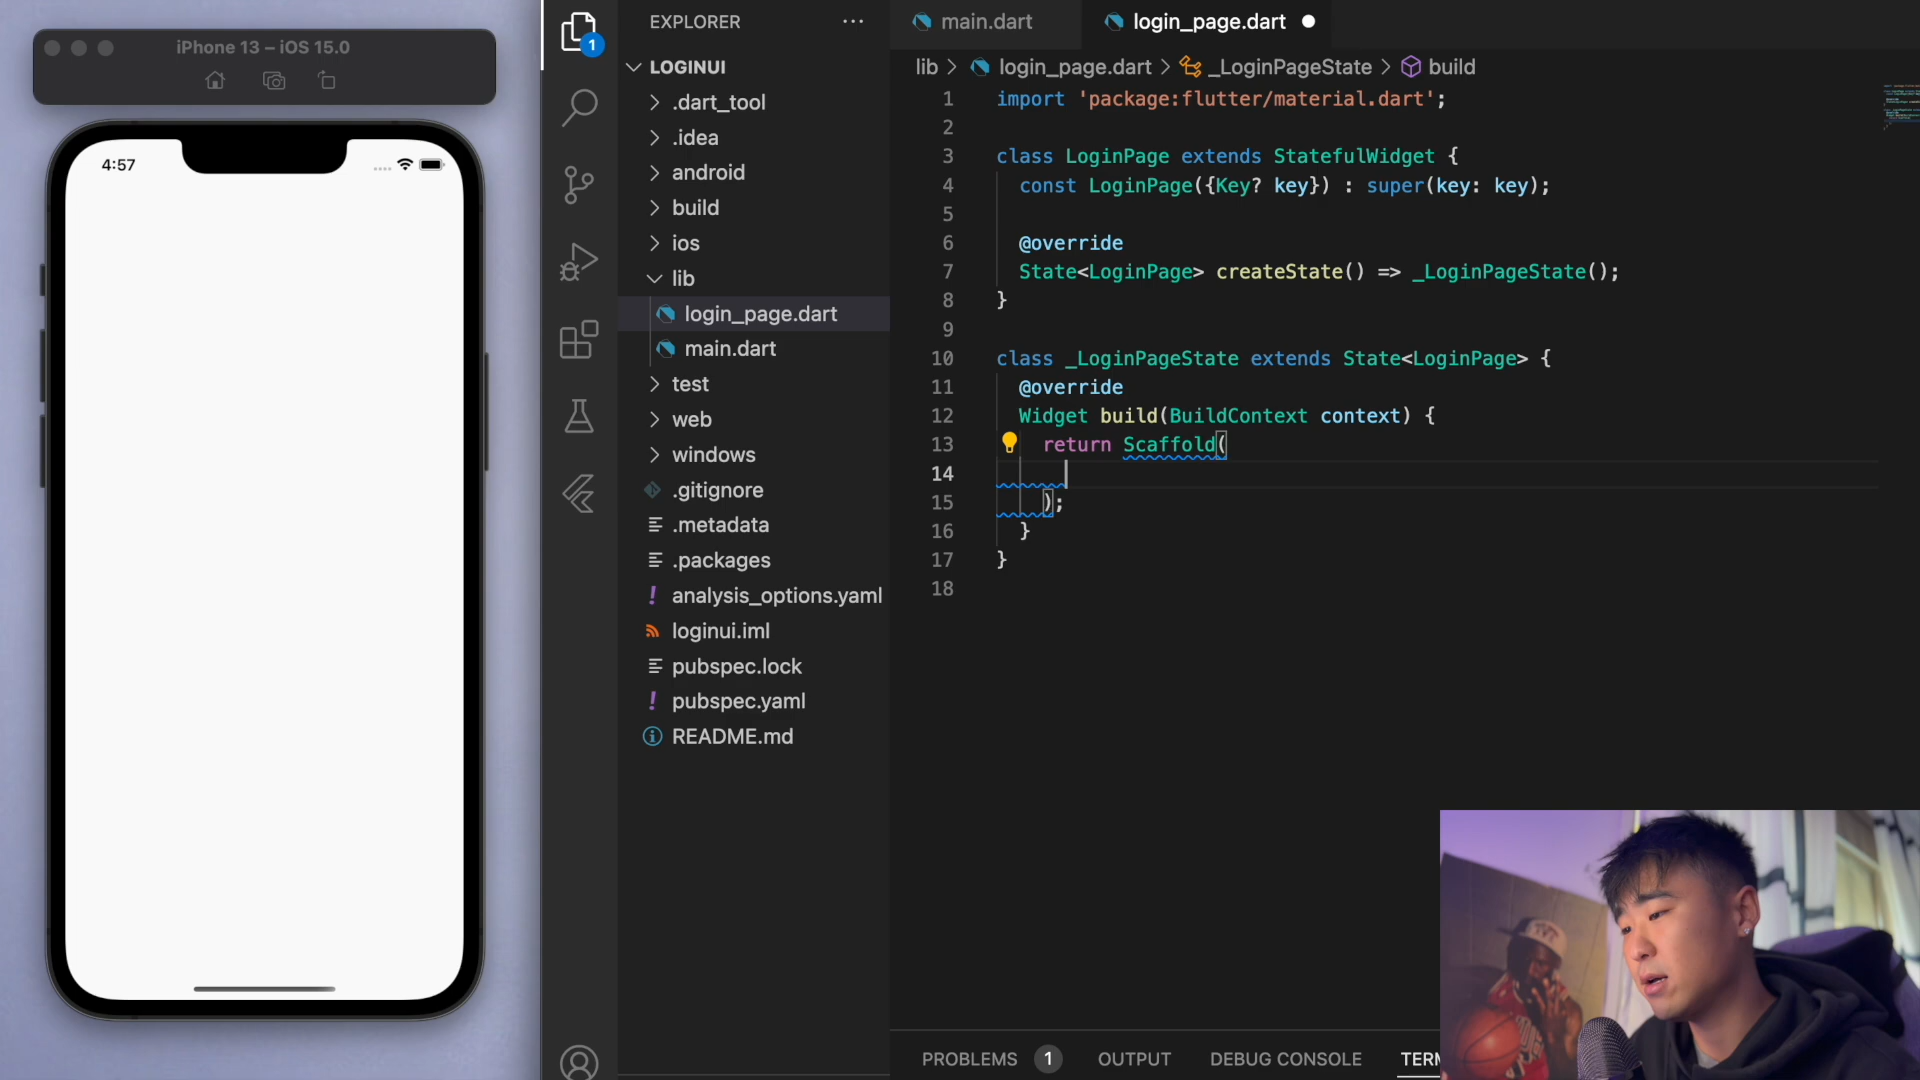 iPhone 13 – iOS 15.0
4:57
1
EXPLORER
LOGINUI
.dart_tool
.idea
android
build
ios
lib
login_page.dart
main.dart
test
web
windows
.gitignore
.metadata
.packages
analysis_options.yaml
loginui.iml
pubspec.lock
pubspec.yaml
README.md
main.dart
login_page.dart
lib > login_page.dart > _LoginPageState > build
1 import 'package:flutter/material.dart';
2
3 class LoginPage extends StatefulWidget {
4 const LoginPage({Key? key}) : super(key: key);
5
6 @override
7 State<LoginPage> createState() => _LoginPageState();
8 }
9
10 class _LoginPageState extends State<LoginPage> {
11 @override
12 Widget build(BuildContext context) {
13 return Scaffold(
14
15 );
16 }
17 }
18
PROBLEMS 1 OUTPUT DEBUG CONSOLE TERM